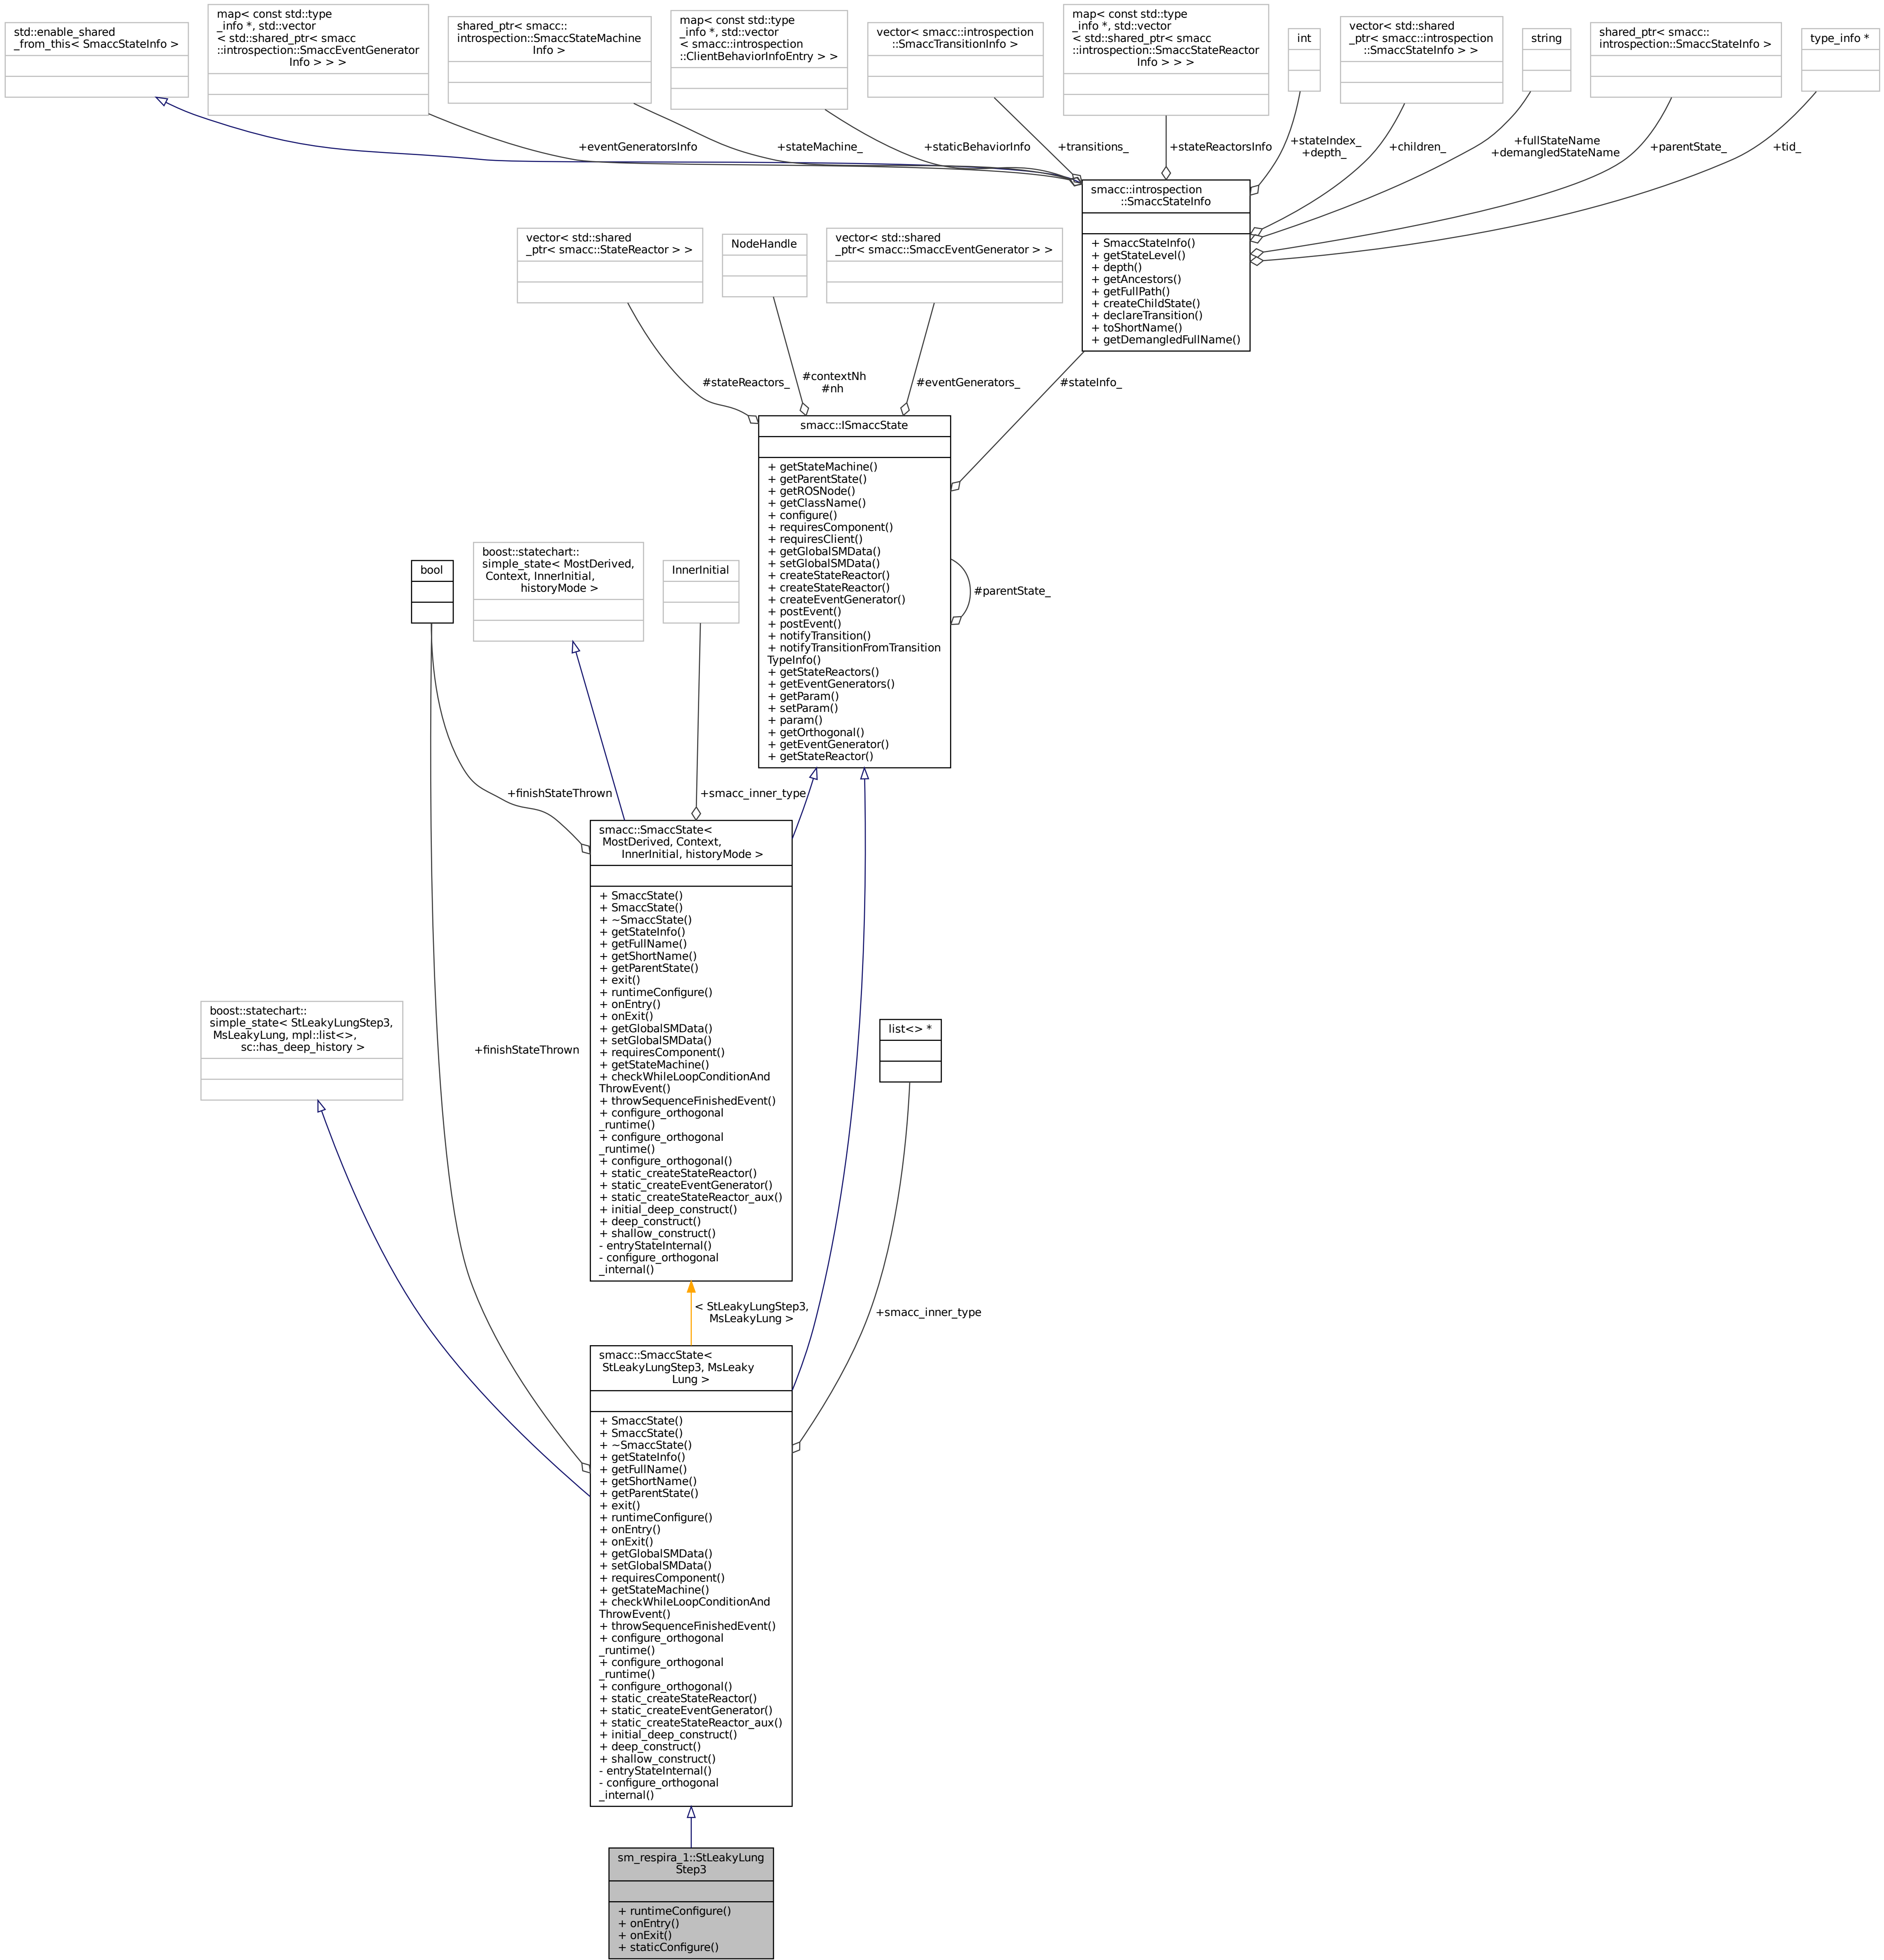 std::enable_shared
_from_this< SmaccStateInfo >
map< const std::type
_info *, std::vector
< std::shared_ptr< smacc
::introspection::SmaccEventGenerator
Info > > >
shared_ptr< smacc::
introspection::SmaccStateMachine
Info >
map< const std::type
_info *, std::vector
< smacc::introspection
::ClientBehaviorInfoEntry > >
vector< smacc::introspection
::SmaccTransitionInfo >
map< const std::type
_info *, std::vector
< std::shared_ptr< smacc
::introspection::SmaccStateReactor
Info > > >
int
vector< std::shared
_ptr< smacc::introspection
::SmaccStateInfo > >
string
shared_ptr< smacc::
introspection::SmaccStateInfo >
type_info *
+eventGeneratorsInfo
+stateMachine_
+staticBehaviorInfo
+transitions_
+stateReactorsInfo
+stateIndex_
+depth_
+children_
+fullStateName
+demangledStateName
+parentState_
+tid_
smacc::introspection
::SmaccStateInfo
+ SmaccStateInfo()
+ getStateLevel()
+ depth()
+ getAncestors()
+ getFullPath()
+ createChildState()
+ declareTransition()
+ toShortName()
+ getDemangledFullName()
vector< std::shared
_ptr< smacc::StateReactor > >
NodeHandle
vector< std::shared
_ptr< smacc::SmaccEventGenerator > >
#stateReactors_
#contextNh
#nh
#eventGenerators_
#stateInfo_
smacc::ISmaccState
+ getStateMachine()
+ getParentState()
+ getROSNode()
+ getClassName()
+ configure()
+ requiresComponent()
+ requiresClient()
+ getGlobalSMData()
+ setGlobalSMData()
+ createStateReactor()
+ createStateReactor()
+ createEventGenerator()
+ postEvent()
+ postEvent()
+ notifyTransition()
+ notifyTransitionFromTransition
TypeInfo()
+ getStateReactors()
+ getEventGenerators()
+ getParam()
+ setParam()
+ param()
+ getOrthogonal()
+ getEventGenerator()
+ getStateReactor()
#parentState_
bool
boost::statechart::
simple_state< MostDerived,
Context, InnerInitial,
historyMode >
InnerInitial
+finishStateThrown
+smacc_inner_type
smacc::SmaccState<
MostDerived, Context,
InnerInitial, historyMode >
+ SmaccState()
+ SmaccState()
+ ~SmaccState()
+ getStateInfo()
+ getFullName()
+ getShortName()
+ getParentState()
+ exit()
+ runtimeConfigure()
+ onEntry()
+ onExit()
+ getGlobalSMData()
+ setGlobalSMData()
+ requiresComponent()
+ getStateMachine()
+ checkWhileLoopConditionAnd
ThrowEvent()
+ throwSequenceFinishedEvent()
+ configure_orthogonal
_runtime()
+ configure_orthogonal
_runtime()
+ configure_orthogonal()
+ static_createStateReactor()
+ static_createEventGenerator()
+ static_createStateReactor_aux()
+ initial_deep_construct()
+ deep_construct()
+ shallow_construct()
- entryStateInternal()
- configure_orthogonal
_internal()
boost::statechart::
simple_state< StLeakyLungStep3,
MsLeakyLung, mpl::list<>,
sc::has_deep_history >
+finishStateThrown
list<> *
< StLeakyLungStep3,
MsLeakyLung >
+smacc_inner_type
smacc::SmaccState<
StLeakyLungStep3, MsLeaky
Lung >
+ SmaccState()
+ SmaccState()
+ ~SmaccState()
+ getStateInfo()
+ getFullName()
+ getShortName()
+ getParentState()
+ exit()
+ runtimeConfigure()
+ onEntry()
+ onExit()
+ getGlobalSMData()
+ setGlobalSMData()
+ requiresComponent()
+ getStateMachine()
+ checkWhileLoopConditionAnd
ThrowEvent()
+ throwSequenceFinishedEvent()
+ configure_orthogonal
_runtime()
+ configure_orthogonal
_runtime()
+ configure_orthogonal()
+ static_createStateReactor()
+ static_createEventGenerator()
+ static_createStateReactor_aux()
+ initial_deep_construct()
+ deep_construct()
+ shallow_construct()
- entryStateInternal()
- configure_orthogonal
_internal()
sm_respira_1::StLeakyLung
Step3
+ runtimeConfigure()
+ onEntry()
+ onExit()
+ staticConfigure()